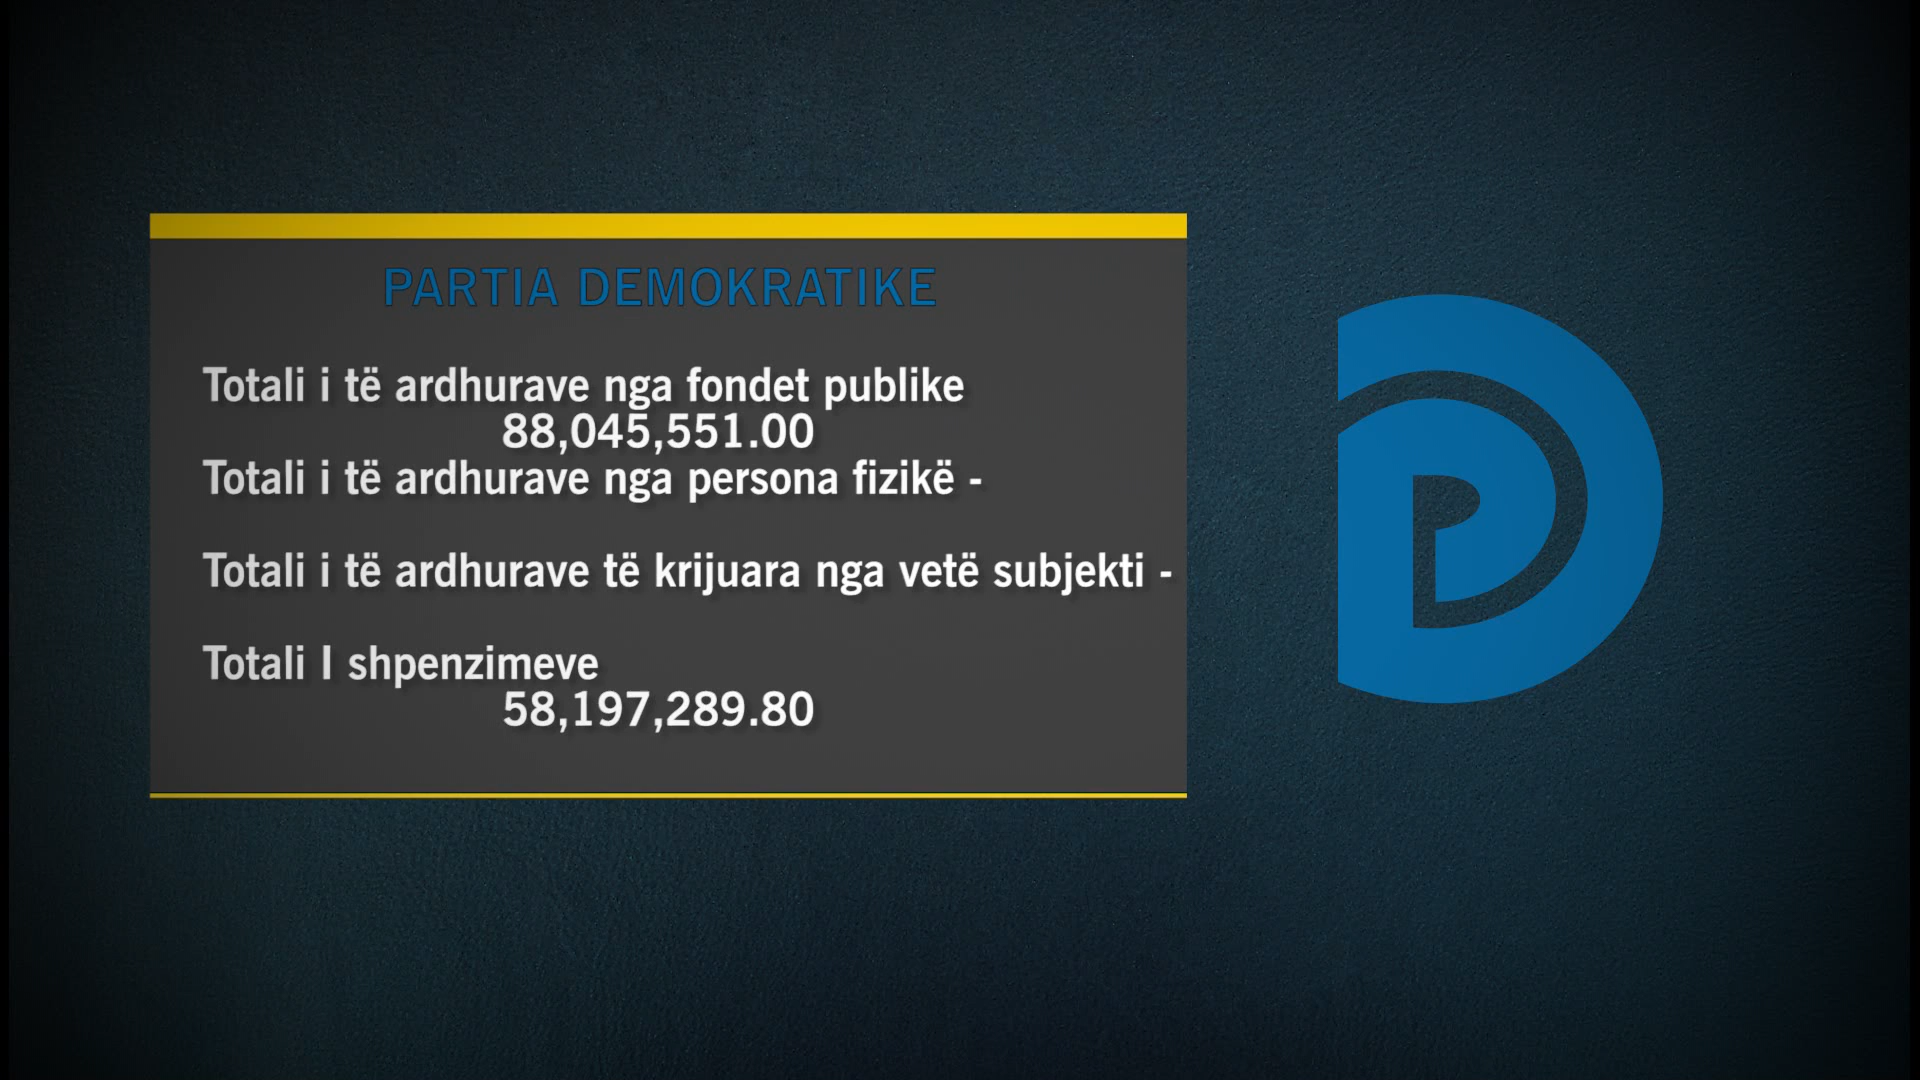 PARTIA DEMOKRATIKE
Totali i të ardhurave nga fondet publike
88,045,551.00
Totali i të ardhurave nga persona fizikë -
Totali i të ardhurave të krijuara nga vetë subjekti -
Totali I shpenzimeve
58,197,289.80